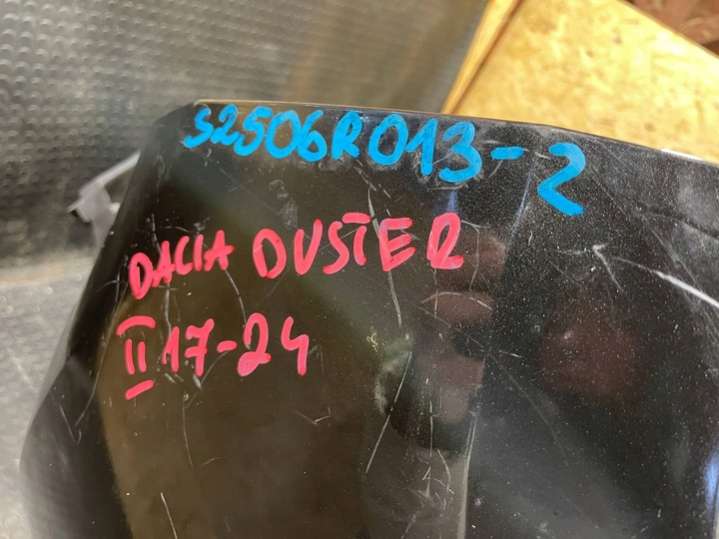 S2506R013-2
DACIA DUSTER
II 17-24